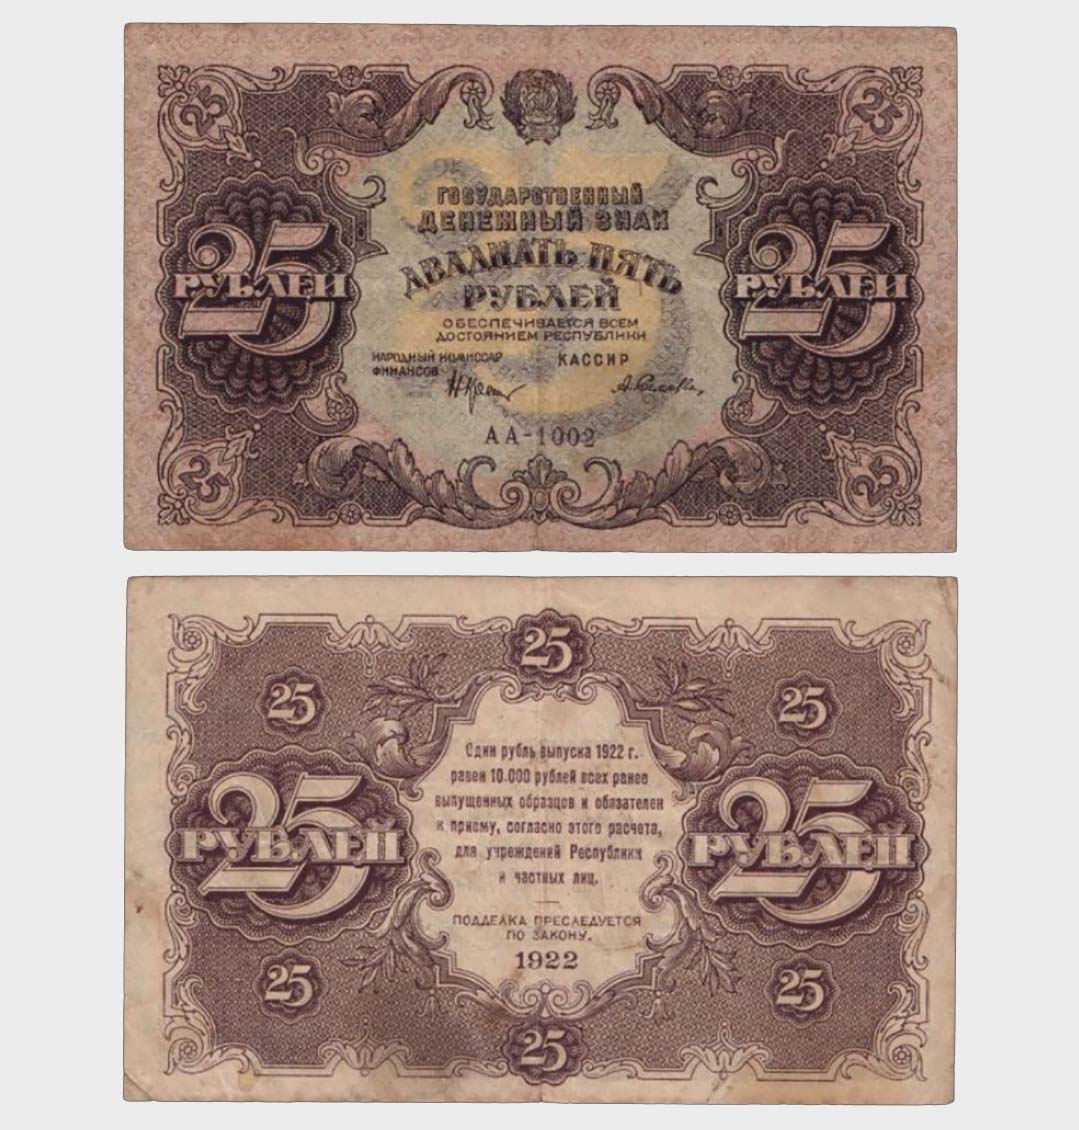 25
25
ГОСУДАРСТВЕННЫЙ
ДЕНЕЖНЫЙ ЗНАК
ДВАДЦАТЬ ПЯТЬ
РУБЛЕЙ
25
РУБЛЕЙ
25
РУБЛЕЙ
ОБЕСПЕЧИВАЕТСЯ ВСЕМ
ДОСТОЯНИЕМ РЕСПУБЛИКИ
НАРОДНЫЙ КОМИССАР
ФИНАНСОВ
КАССИР
АА-1002
25
25
25
25
25
Один рубль выпуска 1922 г.
равен 10.000 рублей всех ранее
выпущенных образцов и обязателен
к приему, согласно этого расчета,
для учреждений Республики
и частных лиц.
25
РУБЛЕЙ
25
РУБЛЕЙ
ПОДДЕЛКА ПРЕСЛЕДУЕТСЯ
ПО ЗАКОНУ.
1922
25
25
25